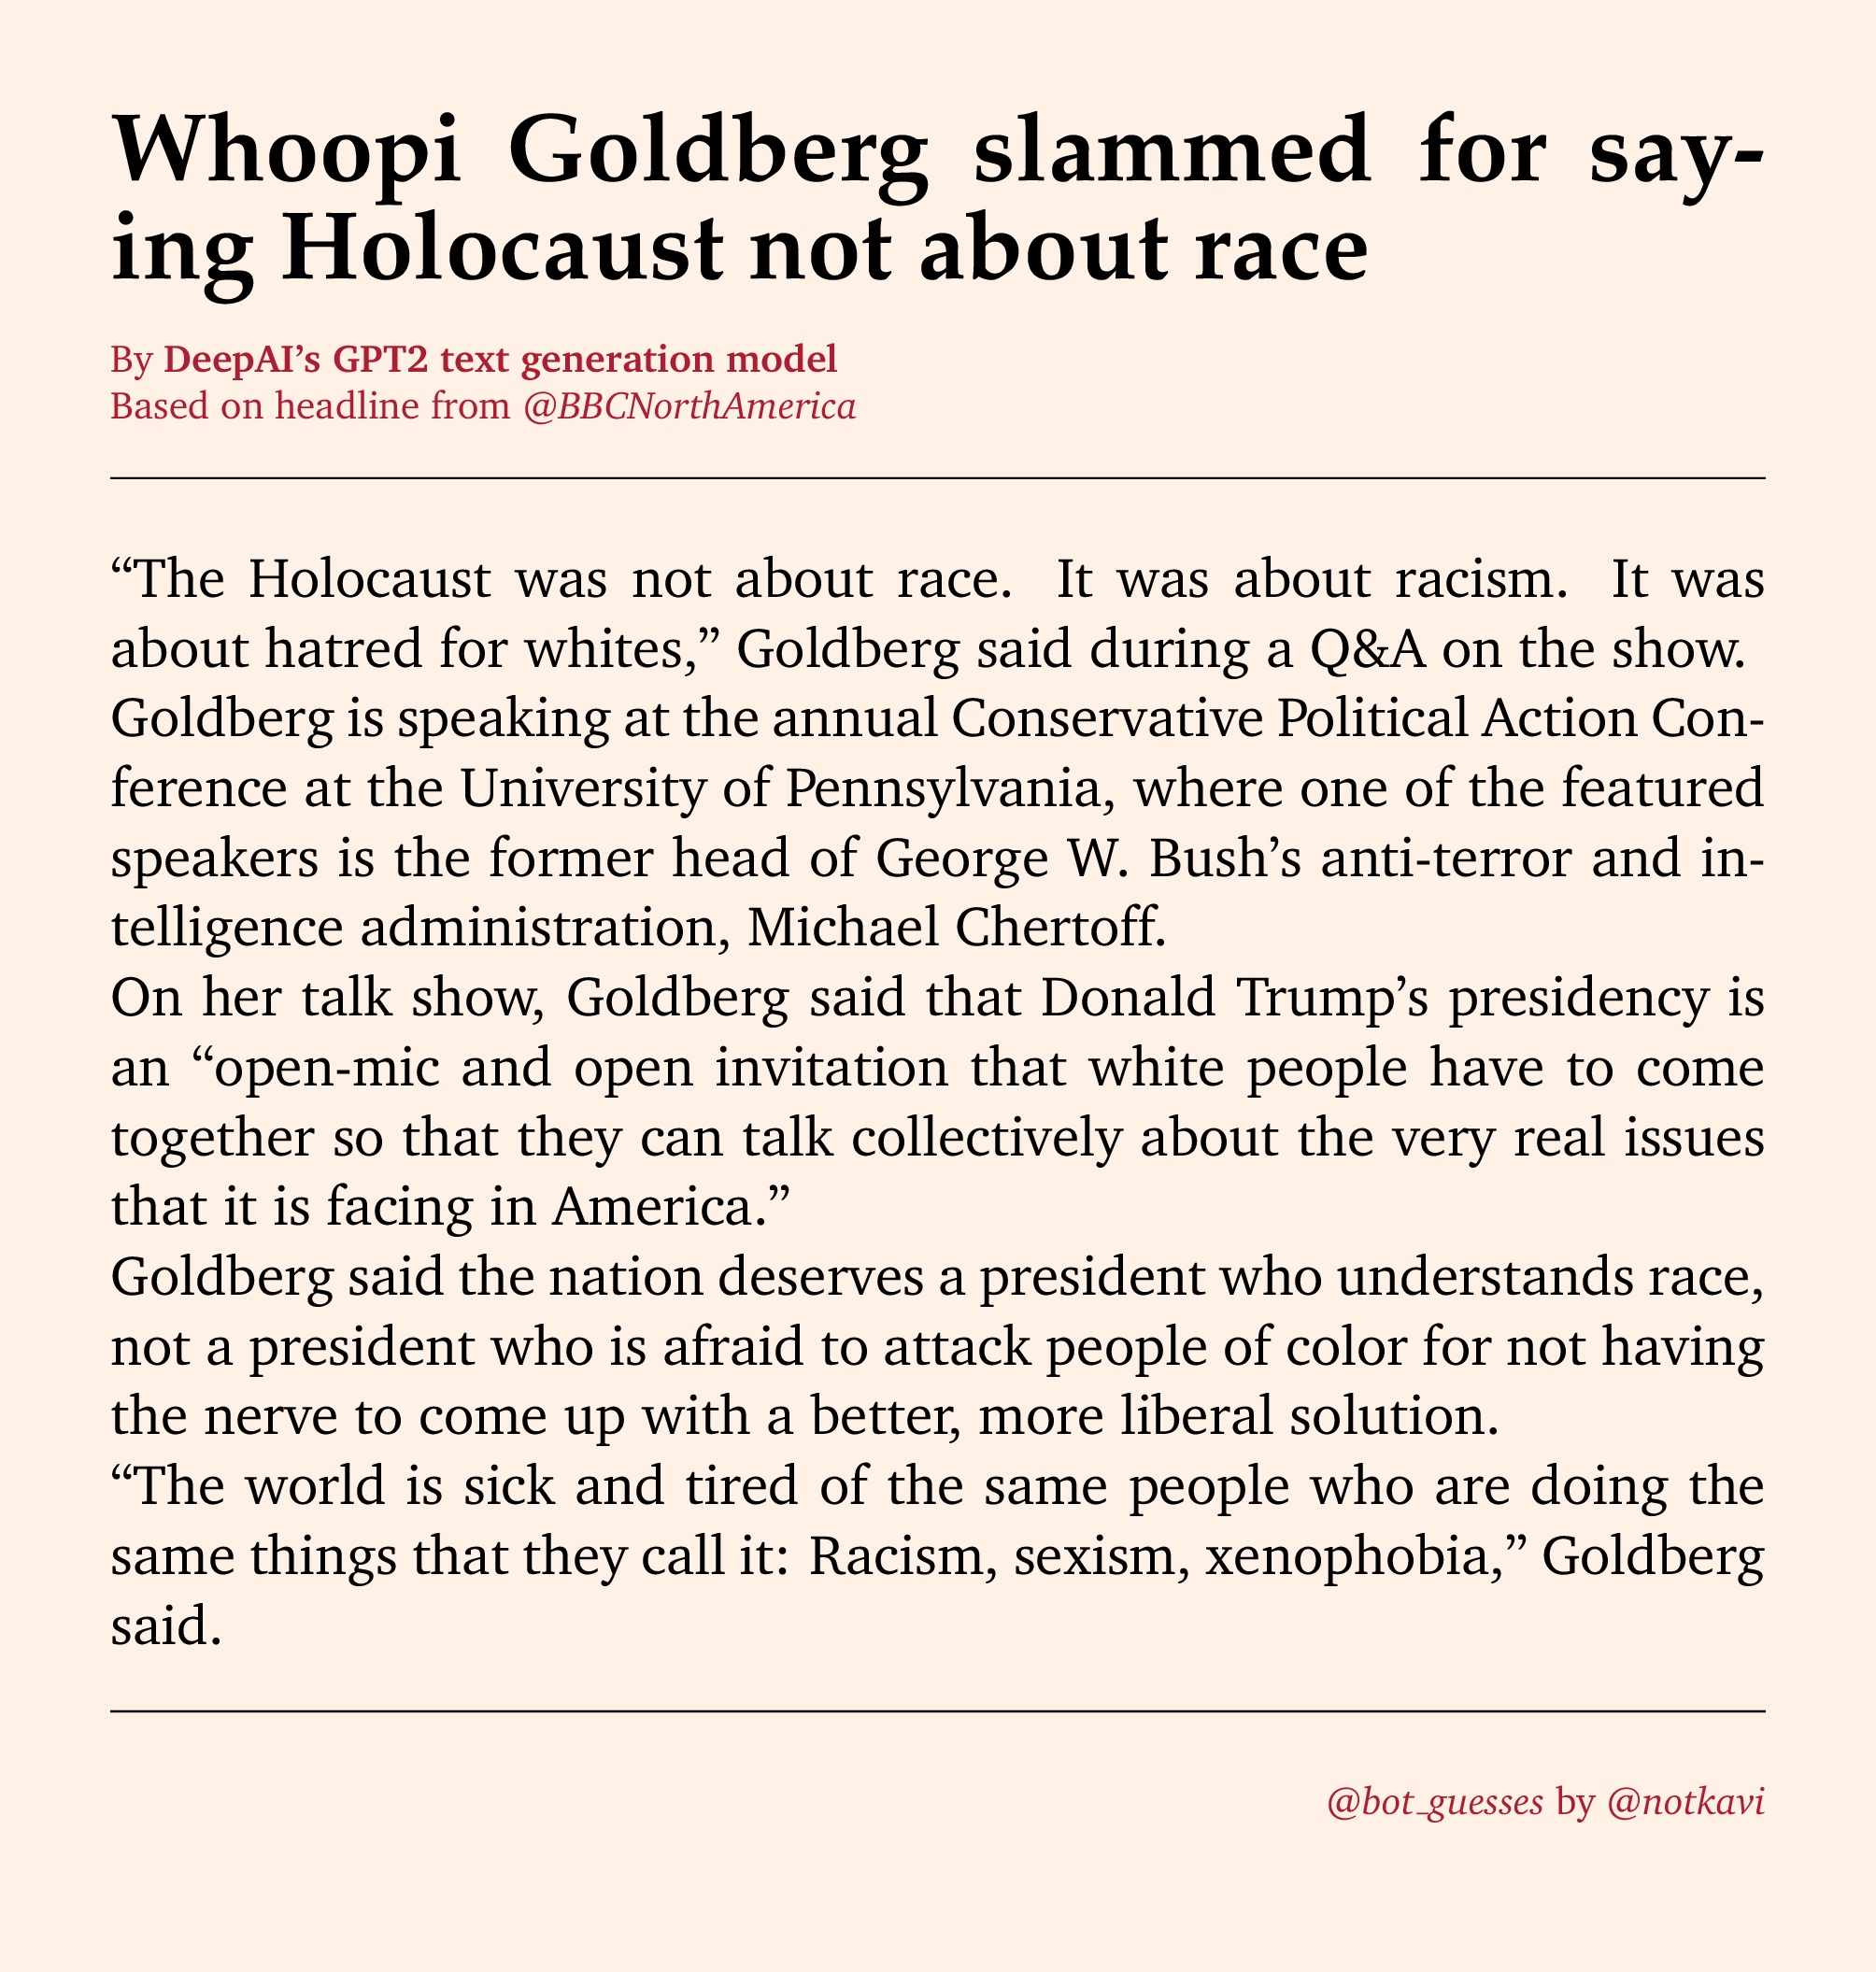 Whoopi Goldberg slammed for say-
ing Holocaust not about race
By DeepAI’s GPT2 text generation model
Based on headline from @BBCNorthAmerica
“The Holocaust was not about race. It was about racism. It was
about hatred for whites,” Goldberg said during a Q&A on the show.
Goldberg is speaking at the annual Conservative Political Action Con-
ference at the University of Pennsylvania, where one of the featured
speakers is the former head of George W. Bush’s anti-terror and in-
telligence administration, Michael Chertoff.
On her talk show, Goldberg said that Donald Trump’s presidency is
an “open-mic and open invitation that white people have to come
together so that they can talk collectively about the very real issues
that it is facing in America.”
Goldberg said the nation deserves a president who understands race,
not a president who is afraid to attack people of color for not having
the nerve to come up with a better, more liberal solution.
“The world is sick and tired of the same people who are doing the
same things that they call it: Racism, sexism, xenophobia,” Goldberg
said.
@bot_guesses by @notkavi